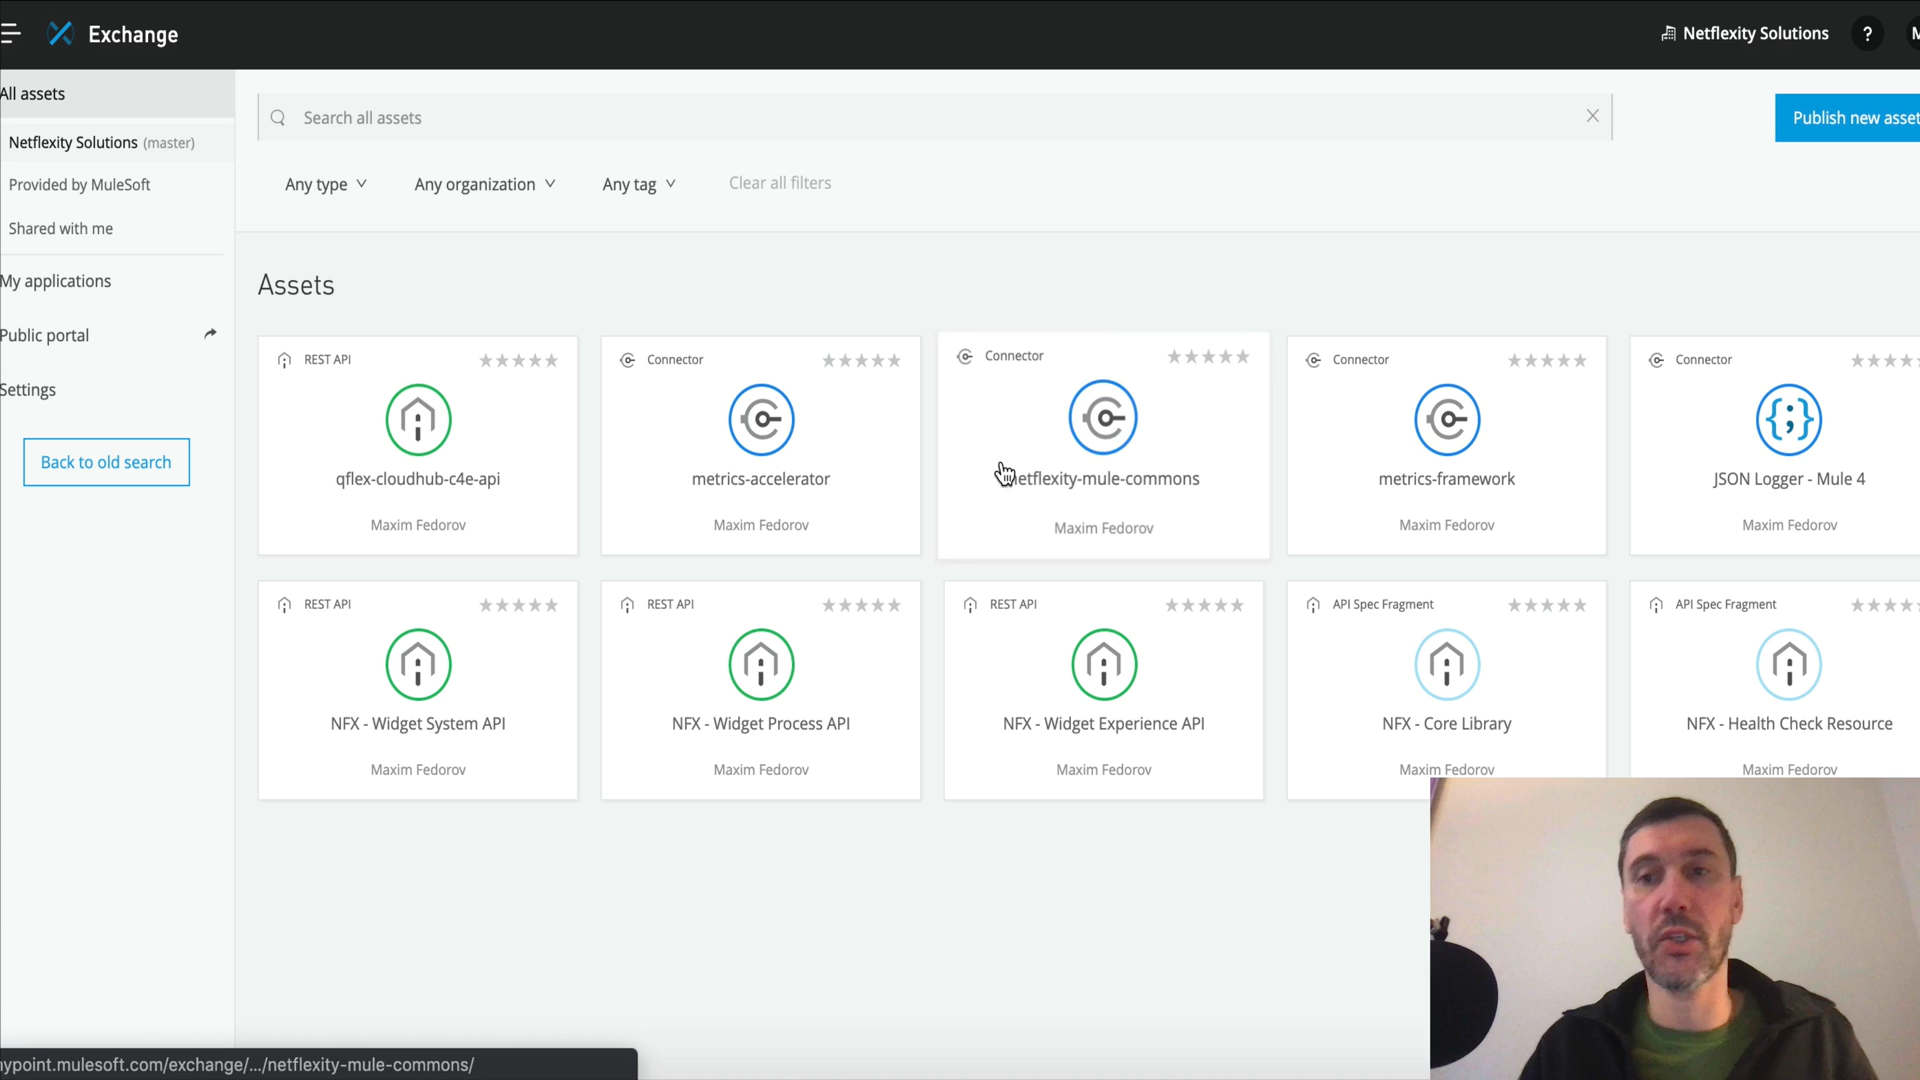 Exchange
Netflexity Solutions
?
All assets
Netflexity Solutions (master)
Provided by MuleSoft
Shared with me
My applications
Public portal
Settings
Back to old search
Search all assets
Publish new asset
Any type
Any organization
Any tag
Clear all filters
Assets
REST API
qflex-cloudhub-c4e-api
Maxim Fedorov
Connector
metrics-accelerator
Maxim Fedorov
Connector
netflexity-mule-commons
Maxim Fedorov
Connector
metrics-framework
Maxim Fedorov
Connector
JSON Logger - Mule 4
Maxim Fedorov
REST API
NFX - Widget System API
Maxim Fedorov
REST API
NFX - Widget Process API
Maxim Fedorov
REST API
NFX - Widget Experience API
Maxim Fedorov
API Spec Fragment
NFX - Core Library
Maxim Fedorov
API Spec Fragment
NFX - Health Check Resource
Maxim Fedorov
ypoint.mulesoft.com/exchange/.../netflexity-mule-commons/